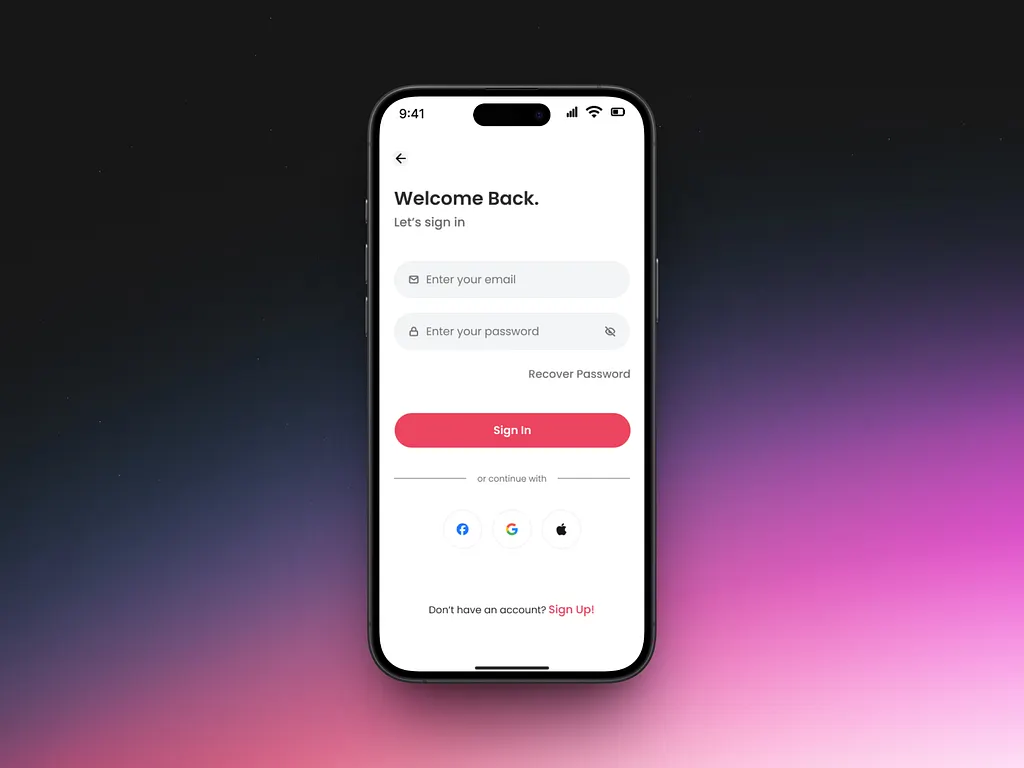 9:41
Welcome Back.
Let's sign in
Enter your email
Enter your password
Recover Password
Sign In
or continue with
Don't have an account? Sign Up!